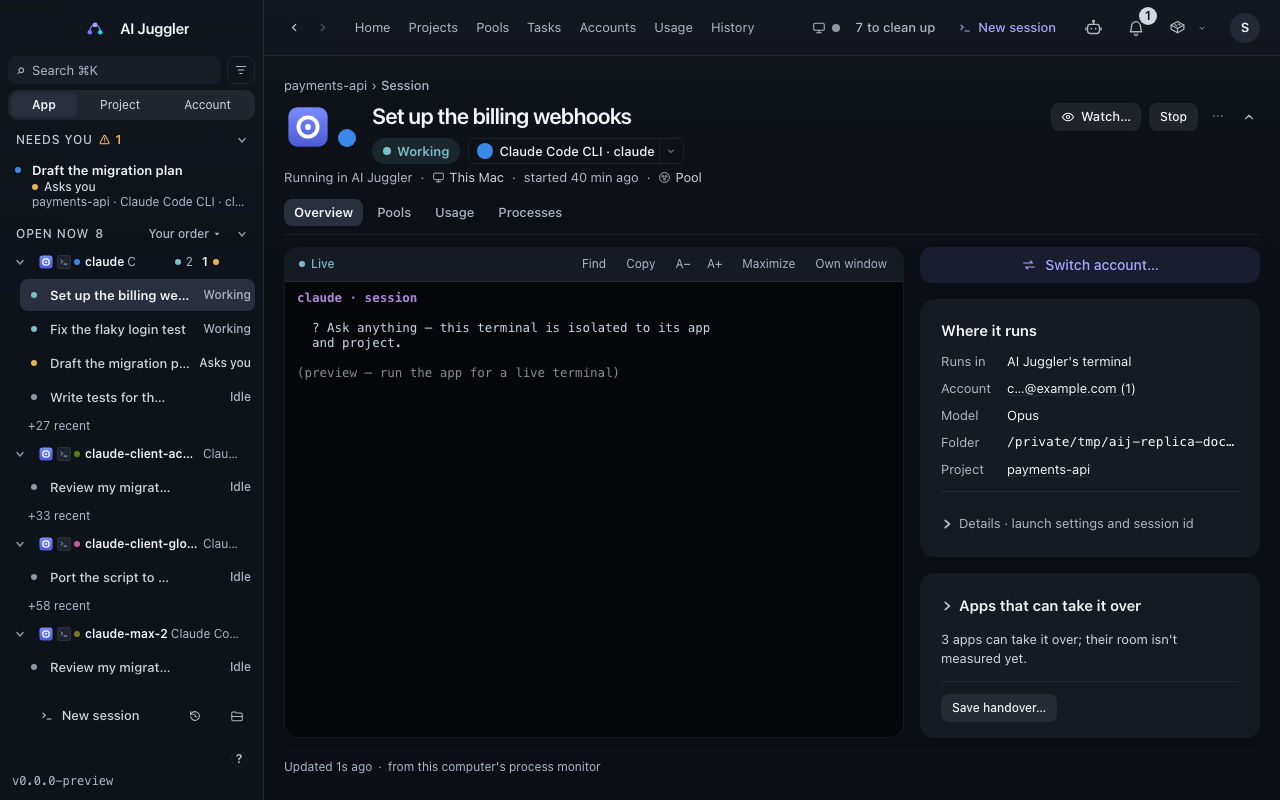 AI Juggler
Search ⌘K
App Project Account
NEEDS YOU 1
Draft the migration plan
Asks you
payments-api · Claude Code CLI · cl...
OPEN NOW 8 Your order
claude C 2 1
Set up the billing we... Working
Fix the flaky login test Working
Draft the migration p... Asks you
Write tests for th... Idle
+27 recent
claude-client-ac... Clau...
Review my migrat... Idle
+33 recent
claude-client-glo... Clau...
Port the script to ... Idle
+58 recent
claude-max-2 Claude Co...
Review my migrat... Idle
New session
?
v0.0.0-preview
Home Projects Pools Tasks Accounts Usage History 7 to clean up New session 1 S
payments-api › Session
Set up the billing webhooks
Watch... Stop ...
Working Claude Code CLI · claude
Running in AI Juggler · This Mac · started 40 min ago · Pool
Overview Pools Usage Processes
Live Find Copy A− A+ Maximize Own window
claude · session
? Ask anything — this terminal is isolated to its app
and project.
(preview — run the app for a live terminal)
Switch account...
Where it runs
Runs in AI Juggler's terminal
Account c...@example.com (1)
Model Opus
Folder /private/tmp/aij-replica-doc...
Project payments-api
Details · launch settings and session id
Apps that can take it over
3 apps can take it over; their room isn't
measured yet.
Save handover...
Updated 1s ago · from this computer's process monitor